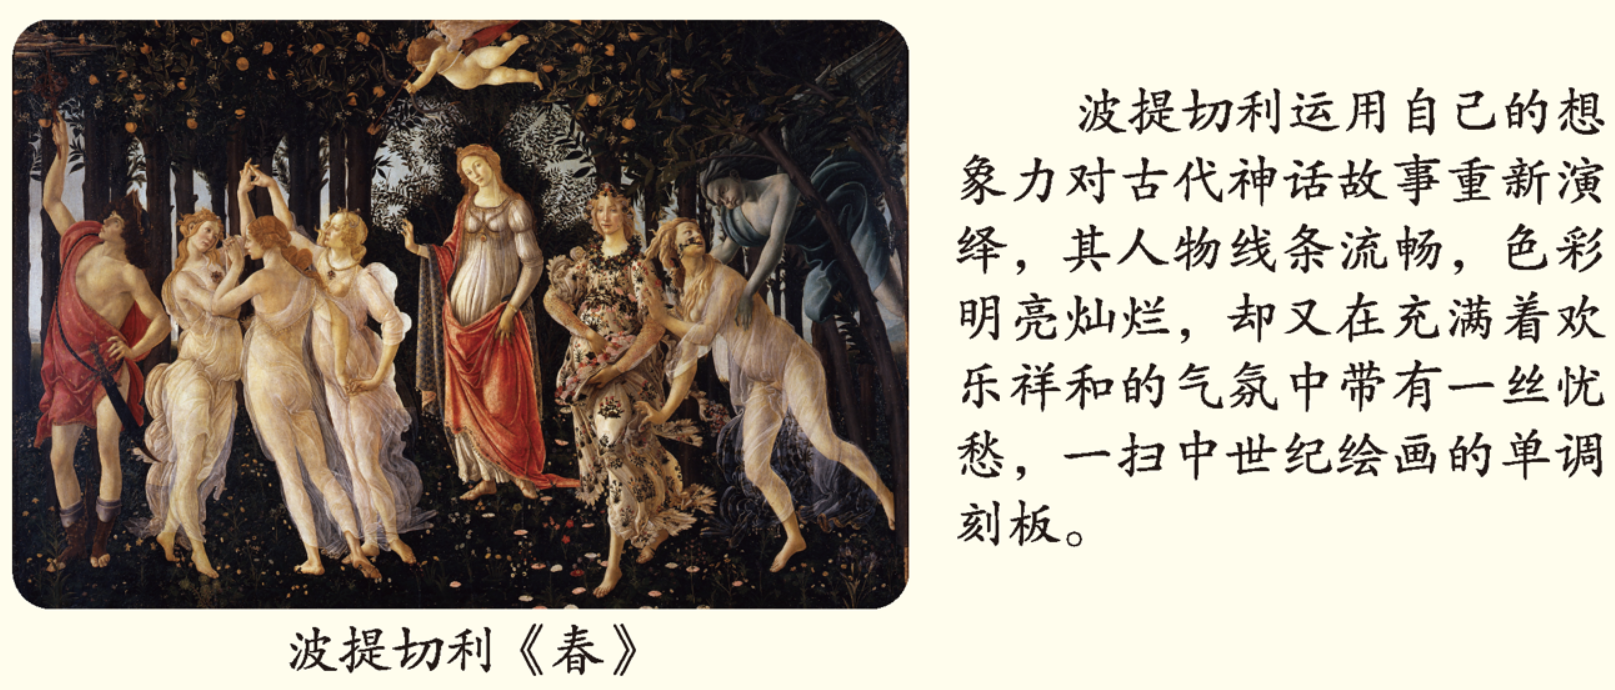 波提切利运用自己的想
象力对古代神话故事重新演
绎，其人物线条流畅，色彩
明亮灿烂，却又在充满着欢
乐祥和的气氛中带有一丝忧
愁，一扫中世纪绘画的单调
刻板。
波提切利《春》